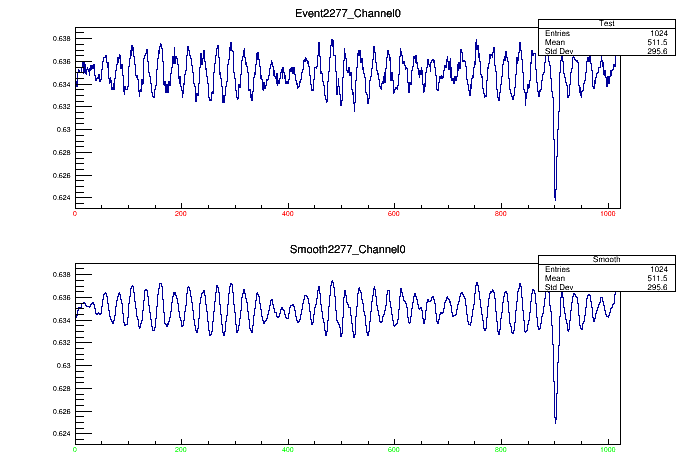 Event2277_Channel0
Test
Entries 1024
Mean 511.5
Std Dev 295.6
0.638
0.636
0.634
0.632
0.63
0.628
0.626
0.624
0 200 400 600 800 1000
Smooth2277_Channel0
Smooth
Entries 1024
Mean 511.5
Std Dev 295.6
0.638
0.636
0.634
0.632
0.63
0.628
0.626
0.624
0 200 400 600 800 1000